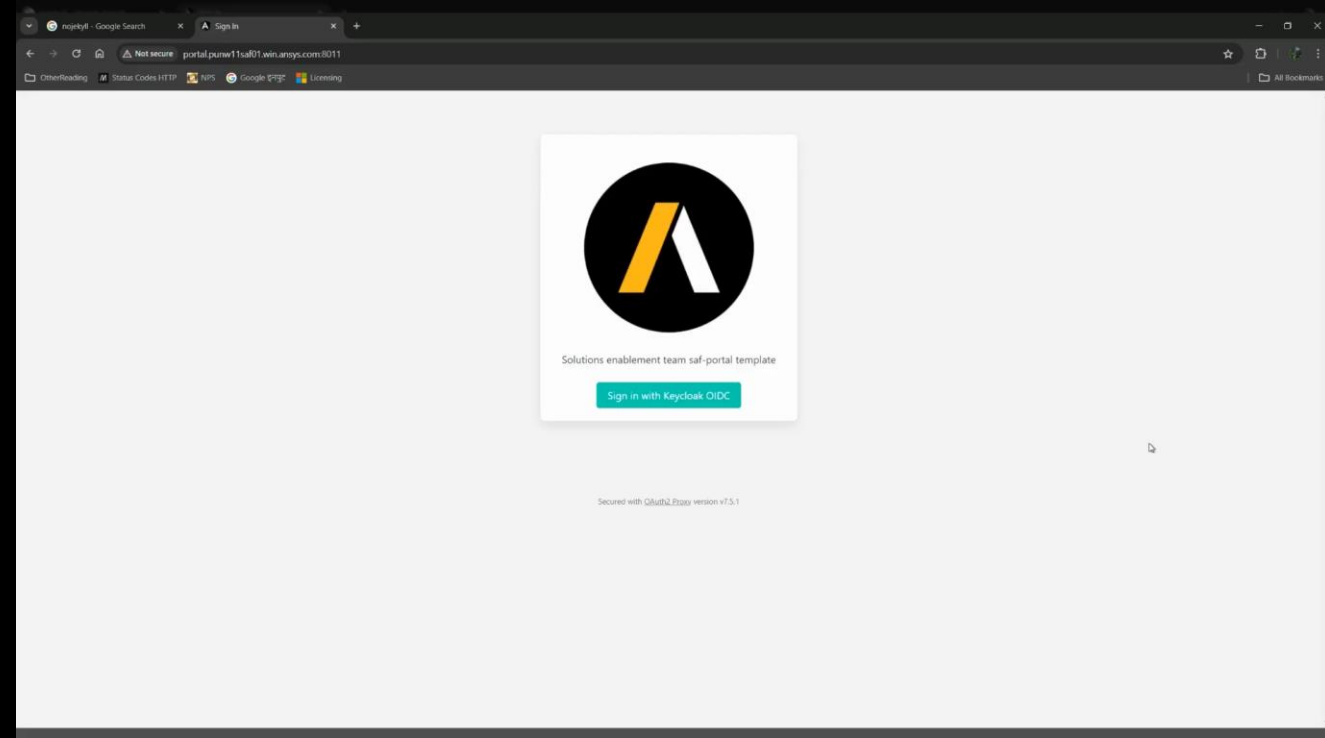 nojekyll - Google Search
Sign In
Not secure portal.punw11saf01.win.ansys.com:8011
OtherReading
Status Codes HTTP
NPS
Google इनपुट
Licensing
All Bookmarks
Solutions enablement team saf-portal template
Sign in with Keycloak OIDC
Secured with OAuth2 Proxy version v7.5.1